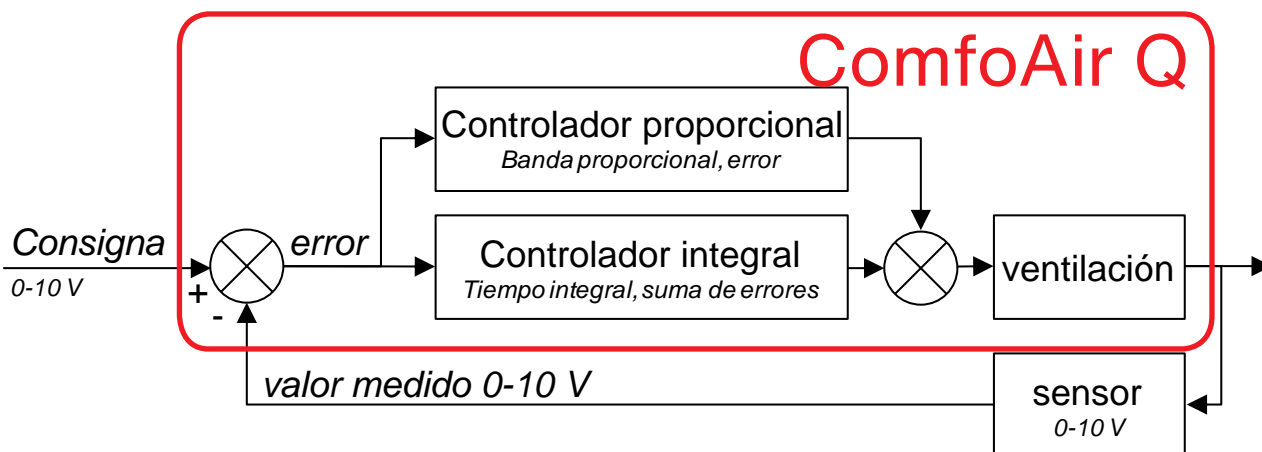 ComfoAir Q
Controlador proporcional
Banda proporcional, error
Consigna
0-10 V
+
-
error
Controlador integral
Tiempo integral, suma de errores
ventilación
valor medido 0-10 V
sensor
0-10 V